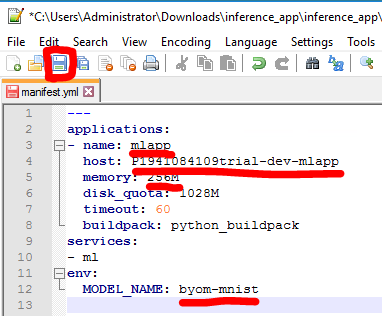 *C:\Users\Administrator\Downloads\inference_app\inference_app\
File Edit Search View Encoding Language Settings
manifest.yml
1 ---
2 applications:
3 - name: mlapp
4 host: P1941084109trial-dev-mlapp
5 memory: 256M
6 disk_quota: 1028M
7 timeout: 60
8 buildpack: python_buildpack
9 services:
10 - ml
11 env:
12 MODEL_NAME: byom-mnist
13